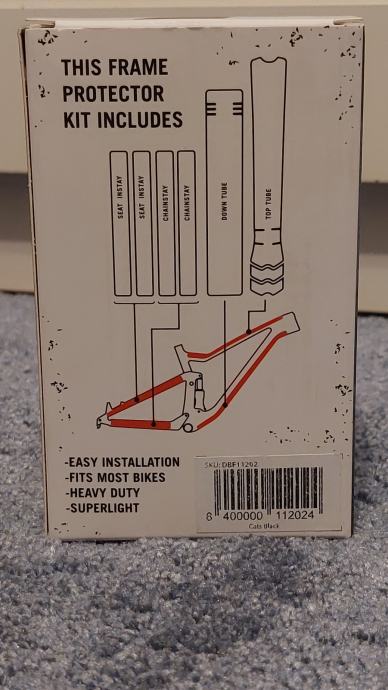 THIS FRAME
PROTECTOR
KIT INCLUDES
SEAT INSTAY
SEAT INSTAY
CHAINSTAY
CHAINSTAY
DOWN TUBE
TOP TUBE
-EASY INSTALLATION
-FITS MOST BIKES
-HEAVY DUTY
-SUPERLIGHT
SKU: DBF11202
8 400000 112024
Cats Black